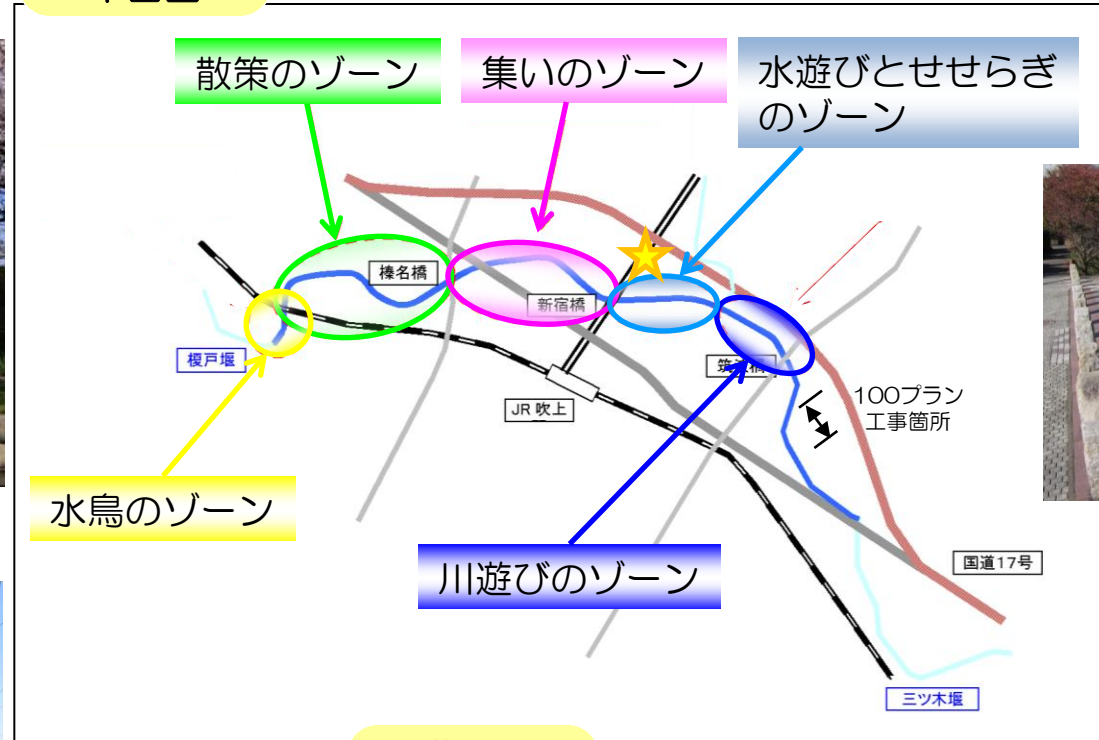 散策のゾーン
集いのゾーン
水遊びとせせらぎ
のゾーン
榛名橋
新宿橋
榎戸堰
JR 吹上
100プラン
工事箇所
水鳥のゾーン
川遊びのゾーン
国道17号
三ツ木堰